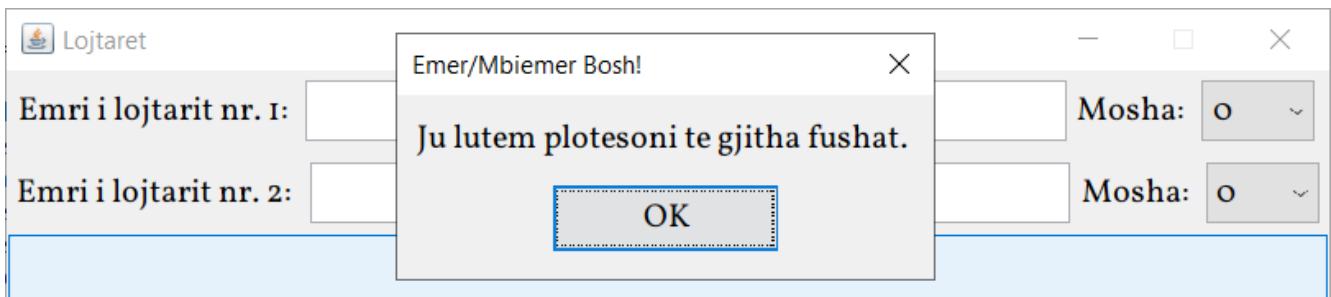 Lojtaret
Emer/Mbiemer Bosh!
Emri i lojtarit nr. 1:
Mosha: 0
Ju lutem plotesoni te gjitha fushat.
Emri i lojtarit nr. 2:
Mosha: 0
OK